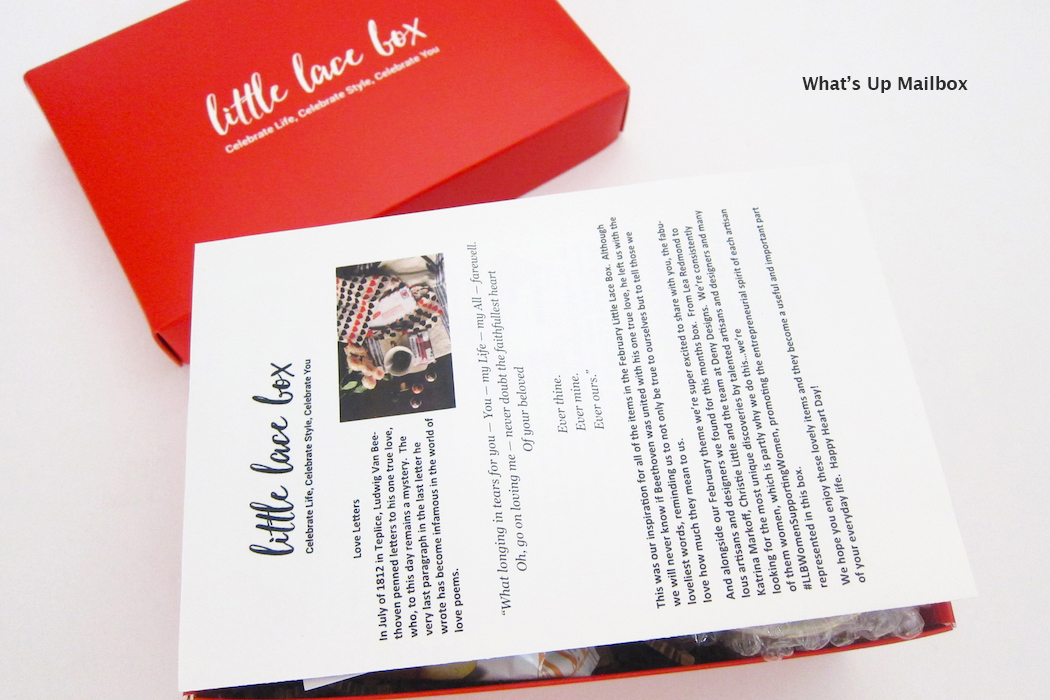 little lace box
Celebrate Life, Celebrate Style, Celebrate You
What's Up Mailbox
little lace box
Celebrate Life, Celebrate Style, Celebrate You
Love Letters
In July of 1812 in Teplice, Ludwig Van Bee-
thoven penned letters to his one true love,
who, to this day remains a mystery. The
very last paragraph in the last letter he
wrote has become infamous in the world of
love poems.
"What longing in tears for you — You — my Life — my All — farewell.
Oh, go on loving me — never doubt the faithfullest heart
Of your beloved
Ever thine.
Ever mine.
Ever ours."
This was our inspiration for all of the items in the February Little Lace Box. Although
we will never know if Beethoven was united with his one true love, he left us with the
loveliest words, reminding us to not only be true to ourselves but to tell those we
love how much they mean to us.
And alongside our February theme we're super excited to share with you, the fabu-
lous artisans and designers we found for this months box. From Lea Redmond to
Katrina Markoff, Christie Little and the team at Deny Designs. We're consistently
looking for the most unique discoveries by talented artisans and designers and many
of them women, which is partly why we do this...we're
#LLBWomenSupportingWomen, promoting the entrepreneurial spirit of each artisan
represented in this box.
We hope you enjoy these lovely items and they become a useful and important part
of your everyday life. Happy Heart Day!